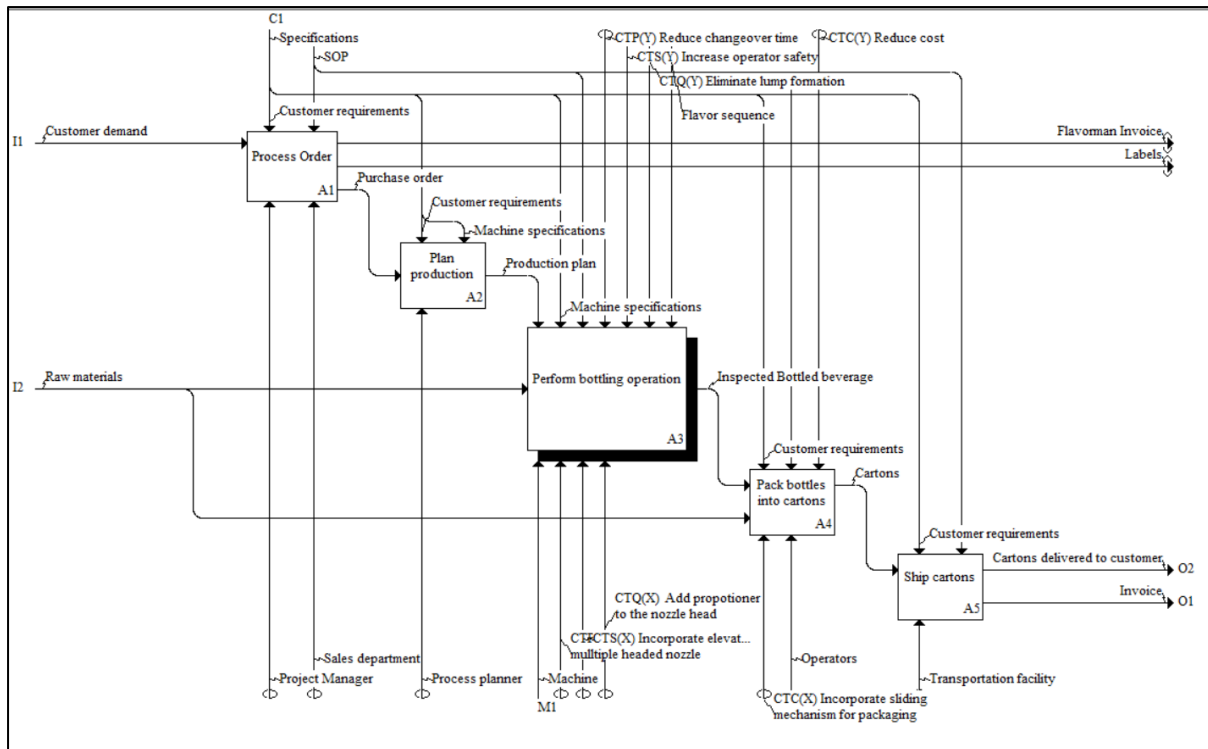 C1
Specifications
SOP
CTP(Y) Reduce changeover time
CTS(Y) Increase operator safety
CTQ(Y) Eliminate lump formation
Flavor sequence
CTC(Y) Reduce cost
I1
Customer demand
Customer requirements
Process Order
A1
Flavorman Invoice
Labels
Purchase order
Customer requirements
Machine specifications
Plan
production
A2
Production plan
Machine specifications
I2
Raw materials
Perform bottling operation
A3
Inspected Bottled beverage
Customer requirements
Pack bottles
into cartons
A4
Cartons
Customer requirements
Ship cartons
A5
Cartons delivered to customer
O2
Invoice
O1
CTQ(X) Add propotioner
to the nozzle head
CTS(X) Incorporate elevat...
mulltiple headed nozzle
Sales department
Project Manager
Process planner
Machine
M1
Operators
CTC(X) Incorporate sliding
mechanism for packaging
Transportation facility